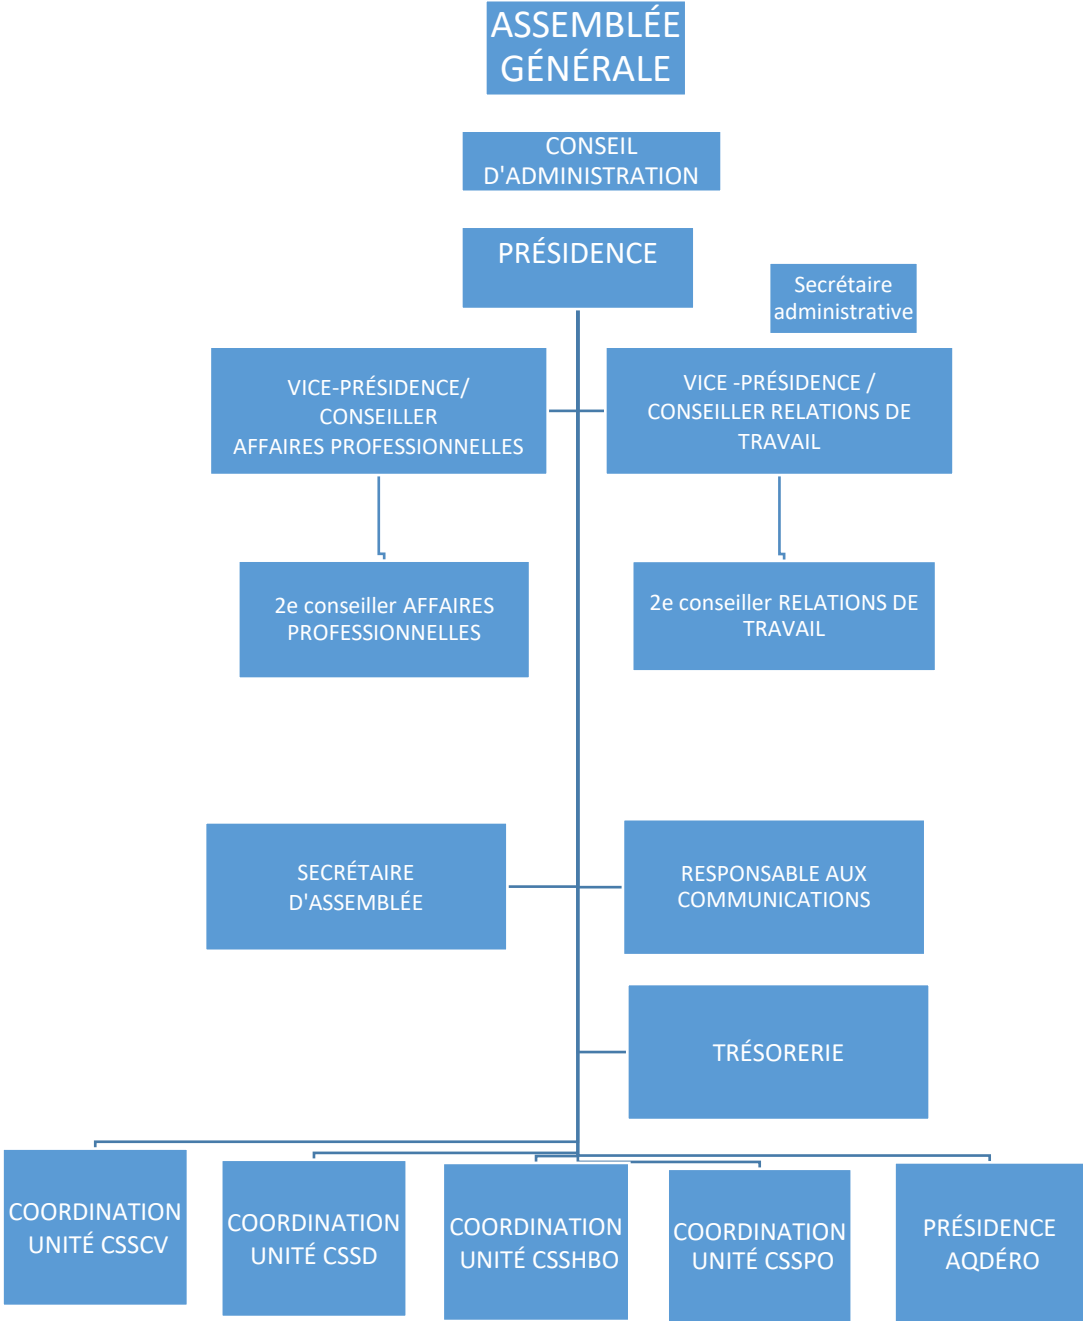 ASSEMBLÉE
GÉNÉRALE
CONSEIL
D'ADMINISTRATION
PRÉSIDENCE
Secrétaire
administrative
VICE-PRÉSIDENCE/
CONSEILLER
AFFAIRES PROFESSIONNELLES
VICE -PRÉSIDENCE /
CONSEILLER RELATIONS DE
TRAVAIL
2e conseiller AFFAIRES
PROFESSIONNELLES
2e conseiller RELATIONS DE
TRAVAIL
SECRÉTAIRE
D'ASSEMBLÉE
RESPONSABLE AUX
COMMUNICATIONS
TRÉSORERIE
COORDINATION
UNITÉ CSSCV
COORDINATION
UNITÉ CSSD
COORDINATION
UNITÉ CSSHBO
COORDINATION
UNITÉ CSSPO
PRÉSIDENCE
AQDÉRO